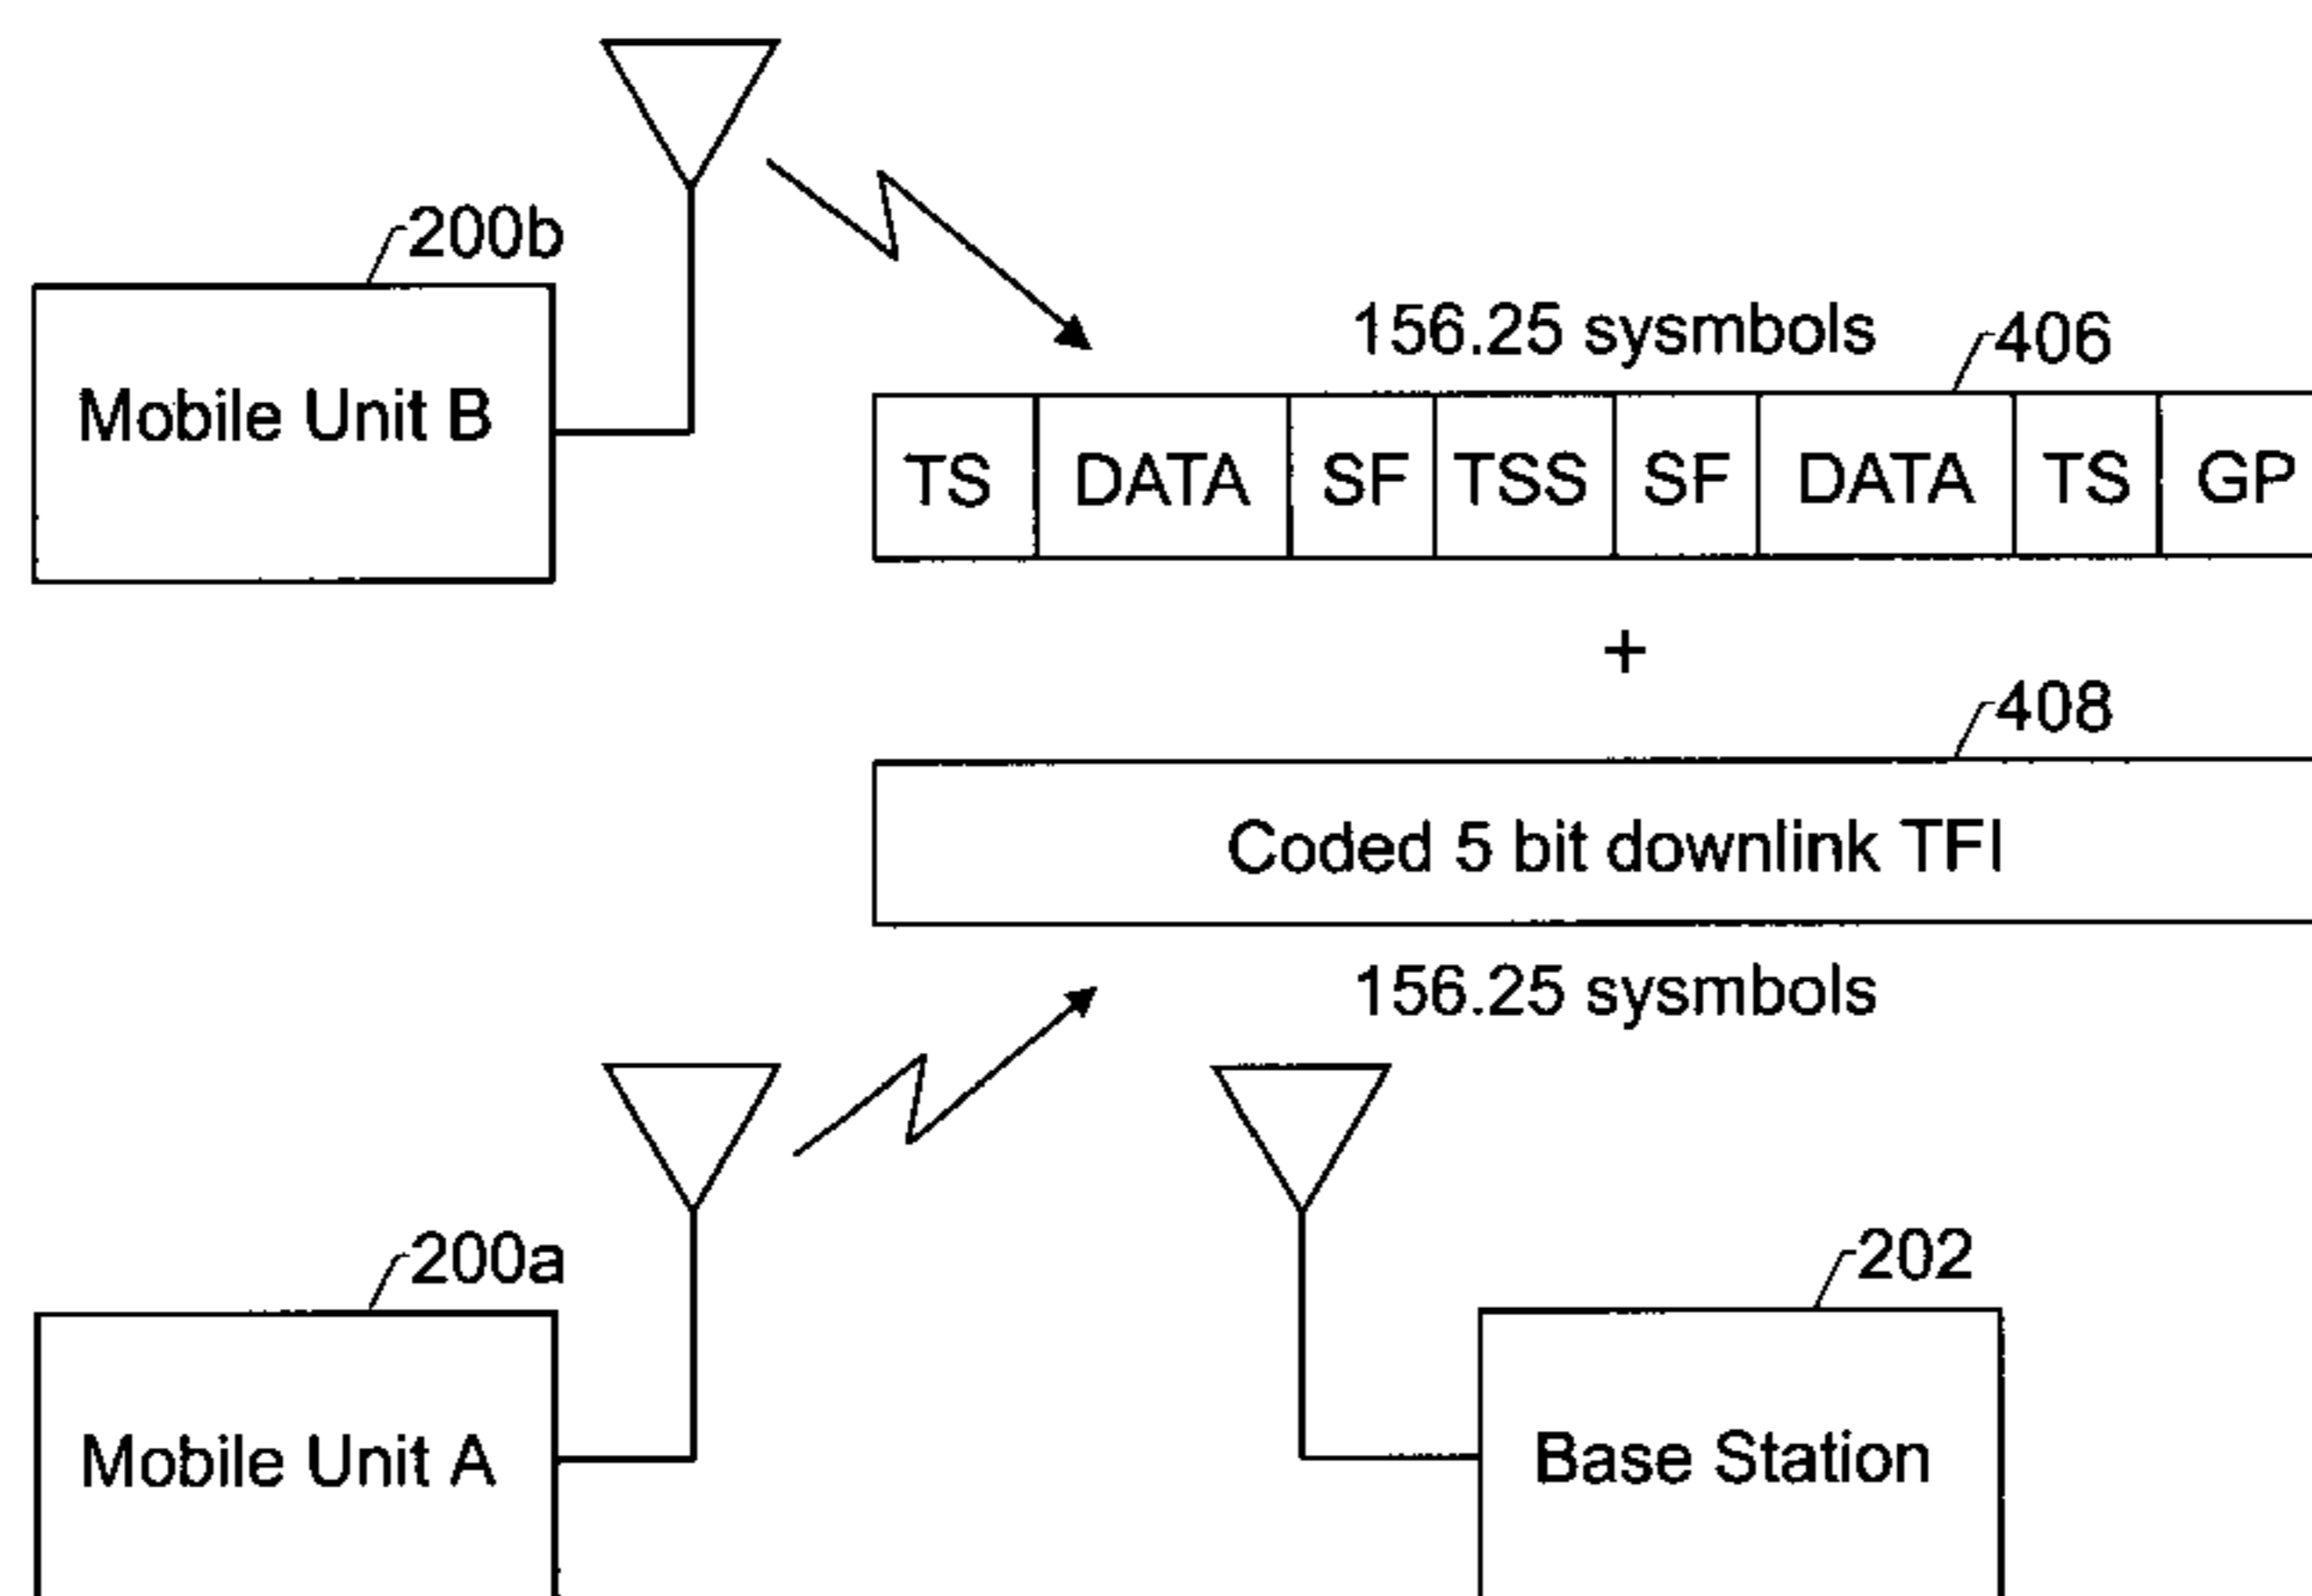 200b
Mobile Unit B
156.25 sysmbols
406
TS DATA SF TSS SF DATA TS GP
+
408
Coded 5 bit downlink TFI
156.25 sysmbols
200a
Mobile Unit A
202
Base Station